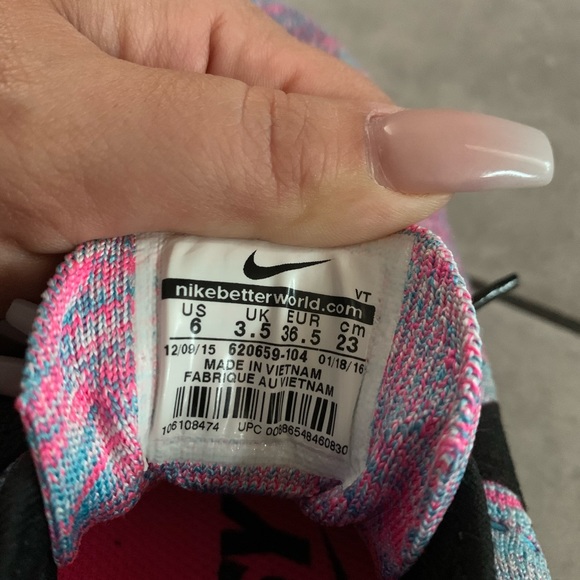 VT
nikebetterworld.com
US UK EUR cm
6 3.5 36.5 23
12/09/15 620659-104 01/18/16
MADE IN VIETNAM
FABRIQUE AU VIETNAM
106108474 UPC 00886548460830